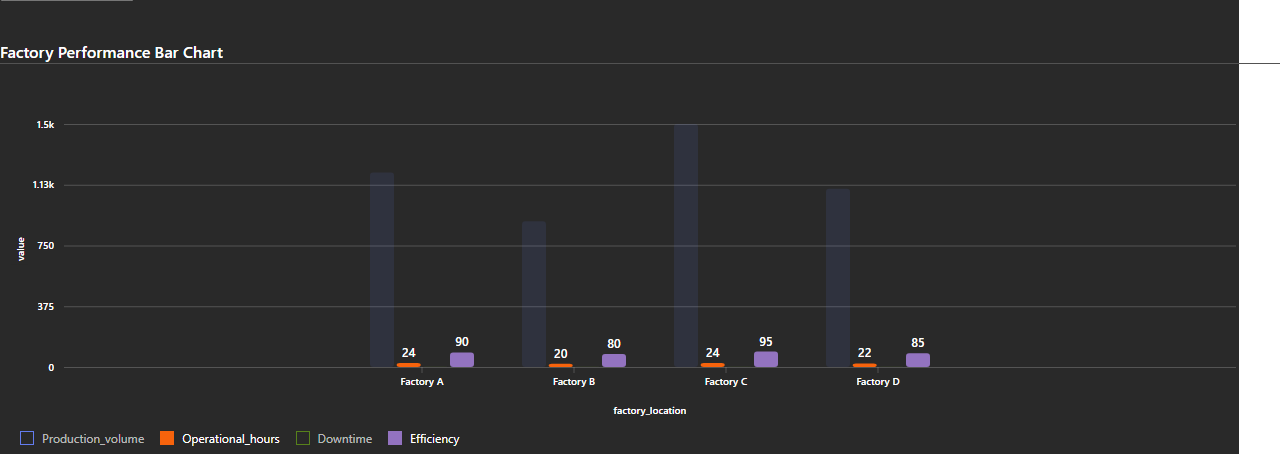 Factory Performance Bar Chart
1.5k
1.13k
750
375
0
value
24
90
20
80
24
95
22
85
Factory A
Factory B
Factory C
Factory D
factory_location
Production_volume
Operational_hours
Downtime
Efficiency